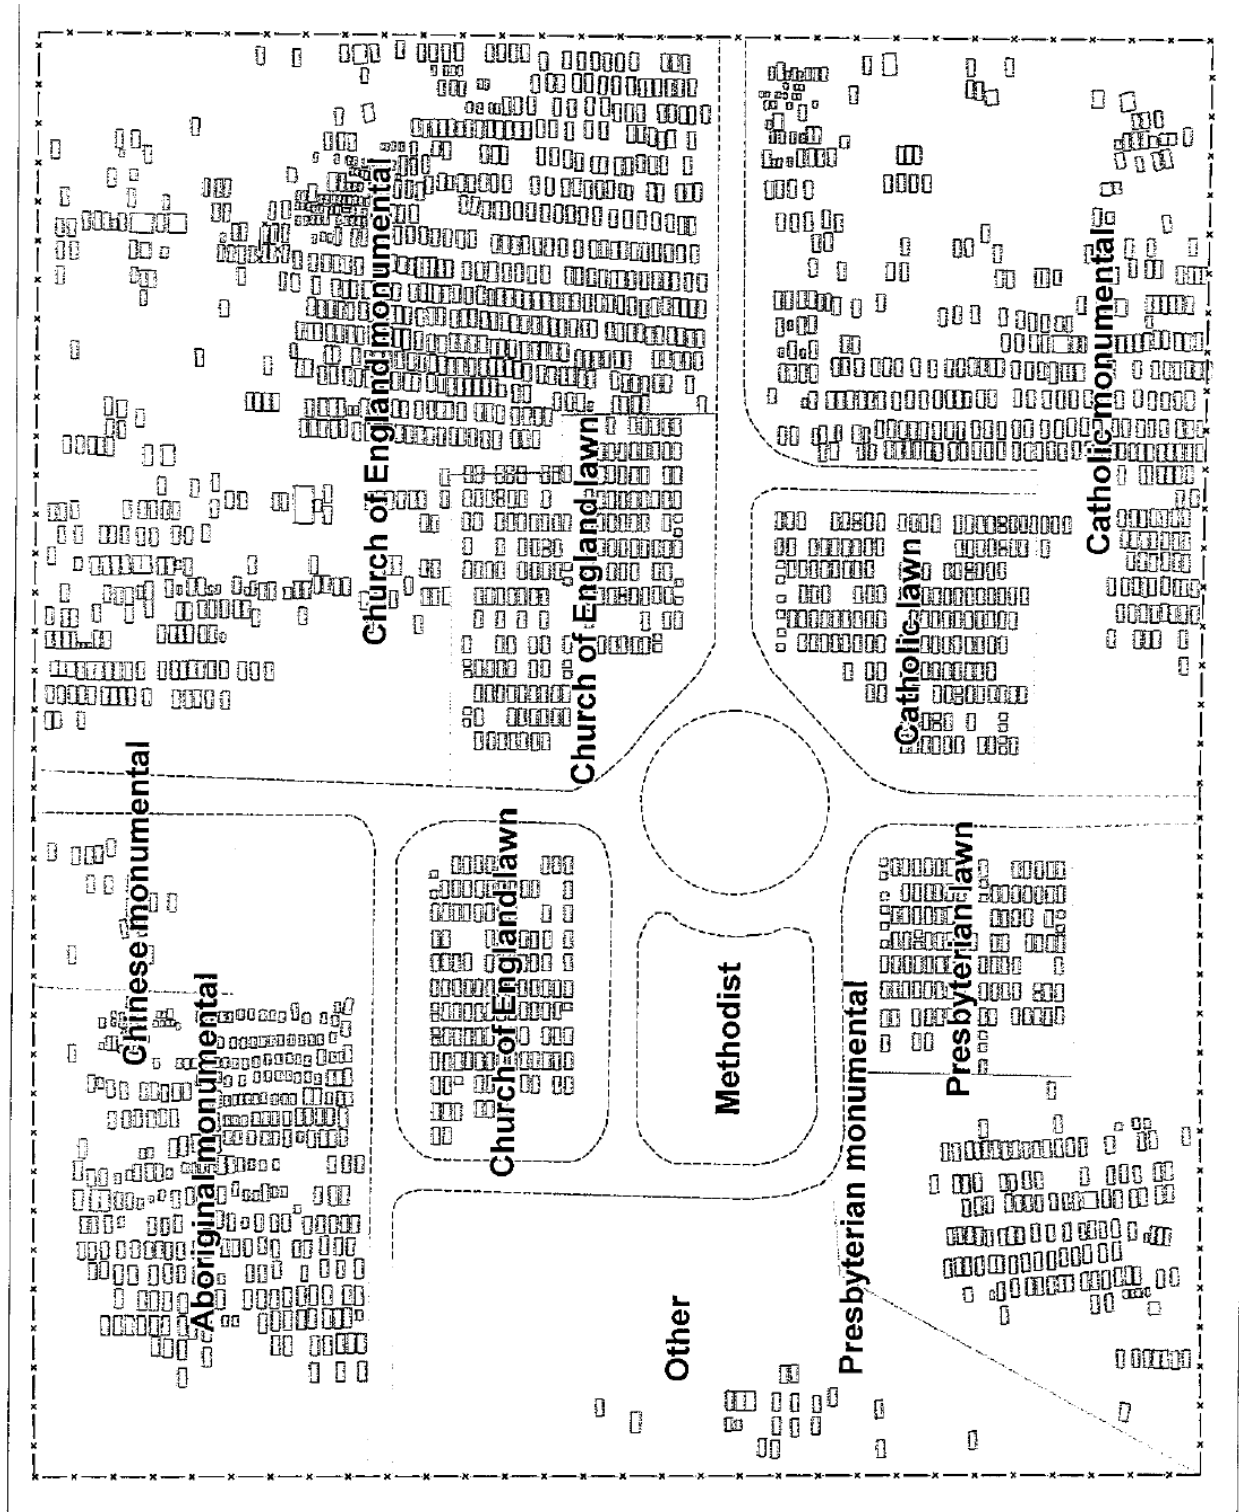 Church of England monumental
Catholic monumental
Church of England lawn
Catholic lawn
Chinese monumental
Aboriginal monumental
Church of England lawn
Methodist
Presbyterian lawn
Presbyterian monumental
Other